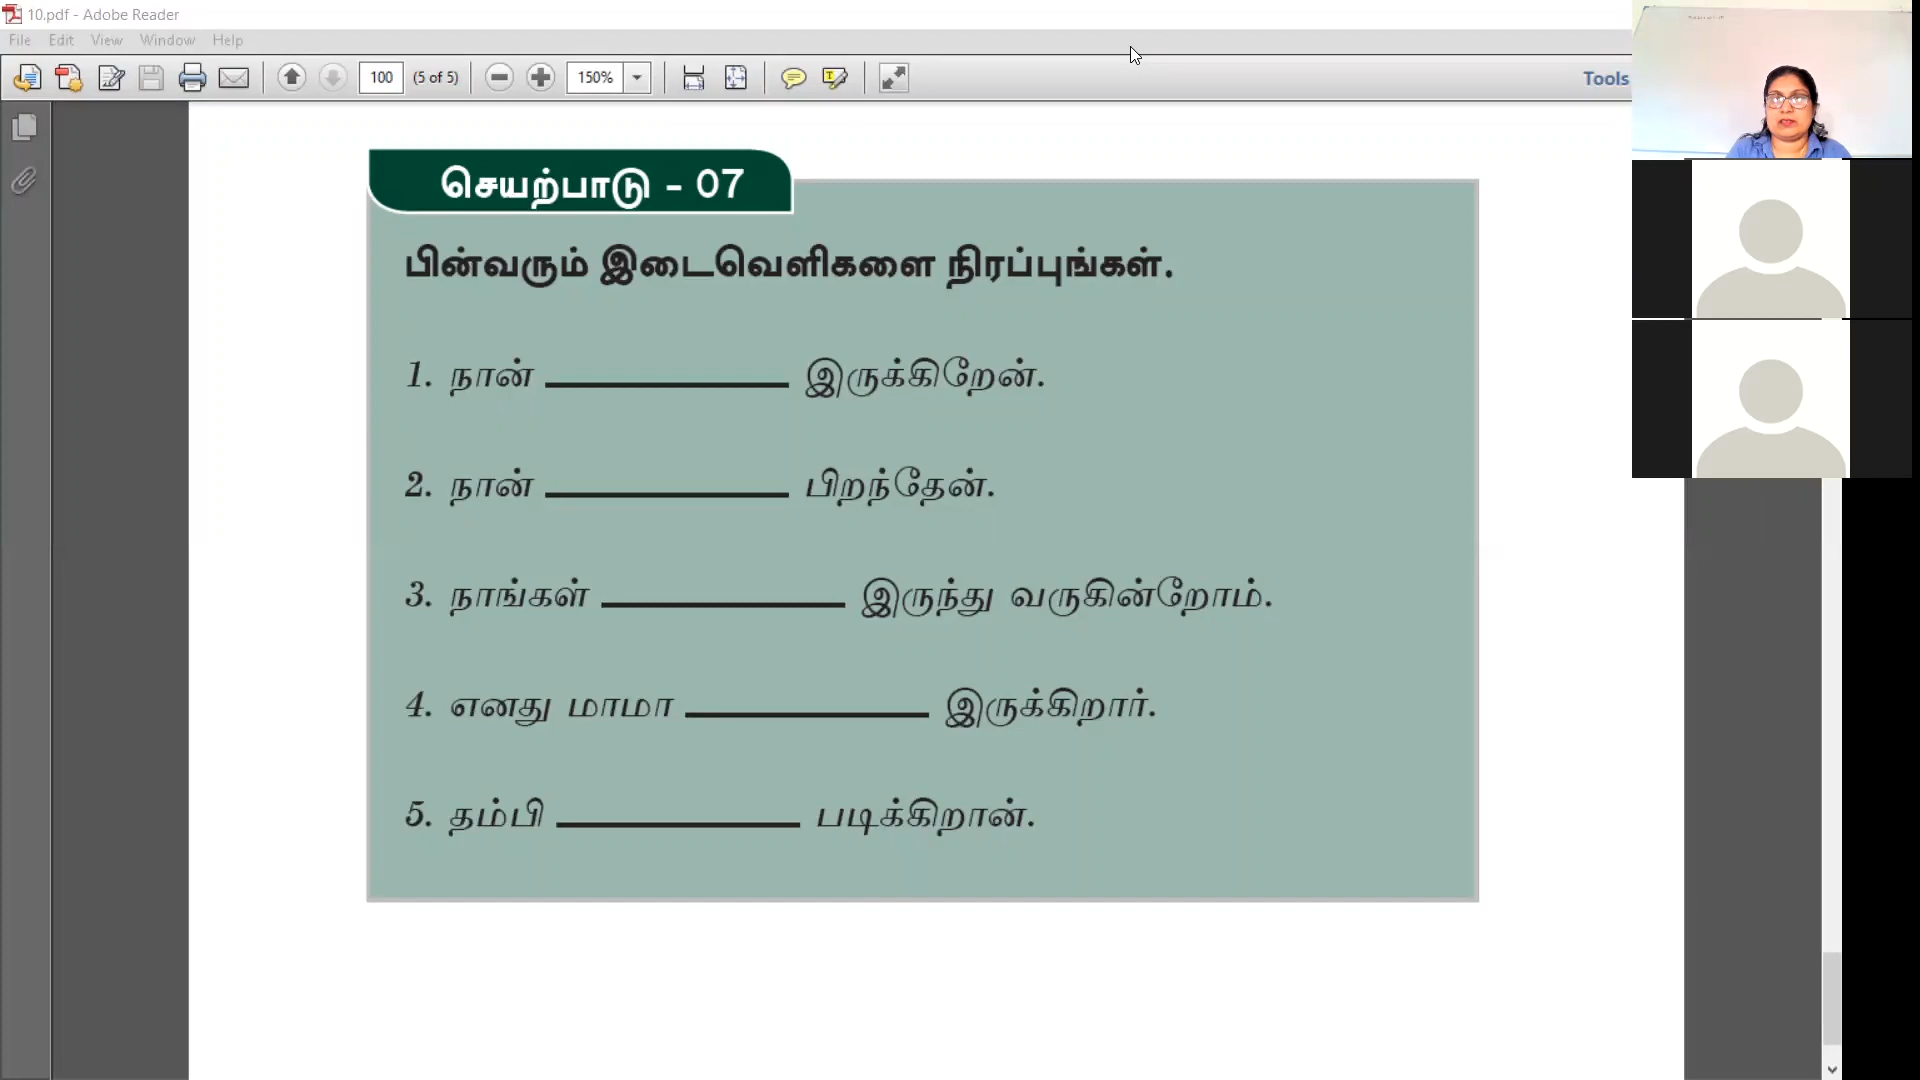 10.pdf - Adobe Reader
File Edit View Window Help
100 (5 of 5) 150% Tools
செயற்பாடு - 07
பின்வரும் இடைவெளிகளை நிரப்புங்கள்.
1. நான் ____________ இருக்கிறேன்.
2. நான் ____________ பிறந்தேன்.
3. நாங்கள் ____________ இருந்து வருகின்றோம்.
4. எனது மாமா ____________ இருக்கிறார்.
5. தம்பி ____________ படிக்கிறான்.